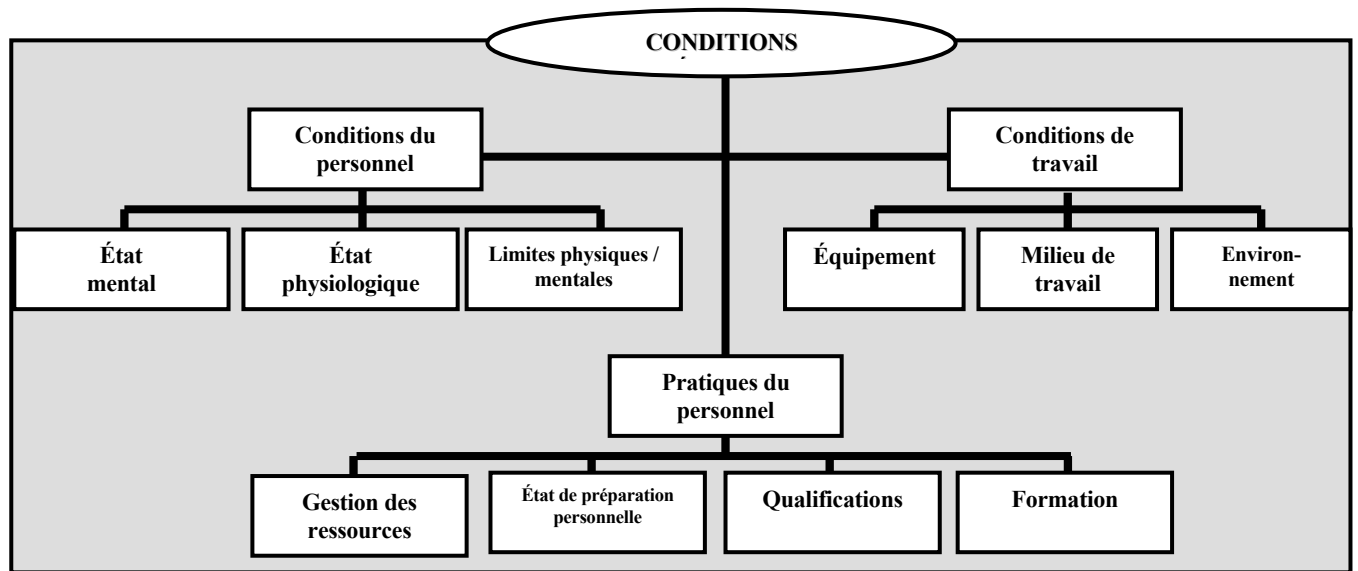 CONDITIONS
Conditions du
personnel
Conditions de
travail
État
mental
État
physiologique
Limites physiques /
mentales
Équipement
Milieu de
travail
Environ-
nement
Pratiques du
personnel
Gestion des
ressources
État de préparation
personnelle
Qualifications
Formation